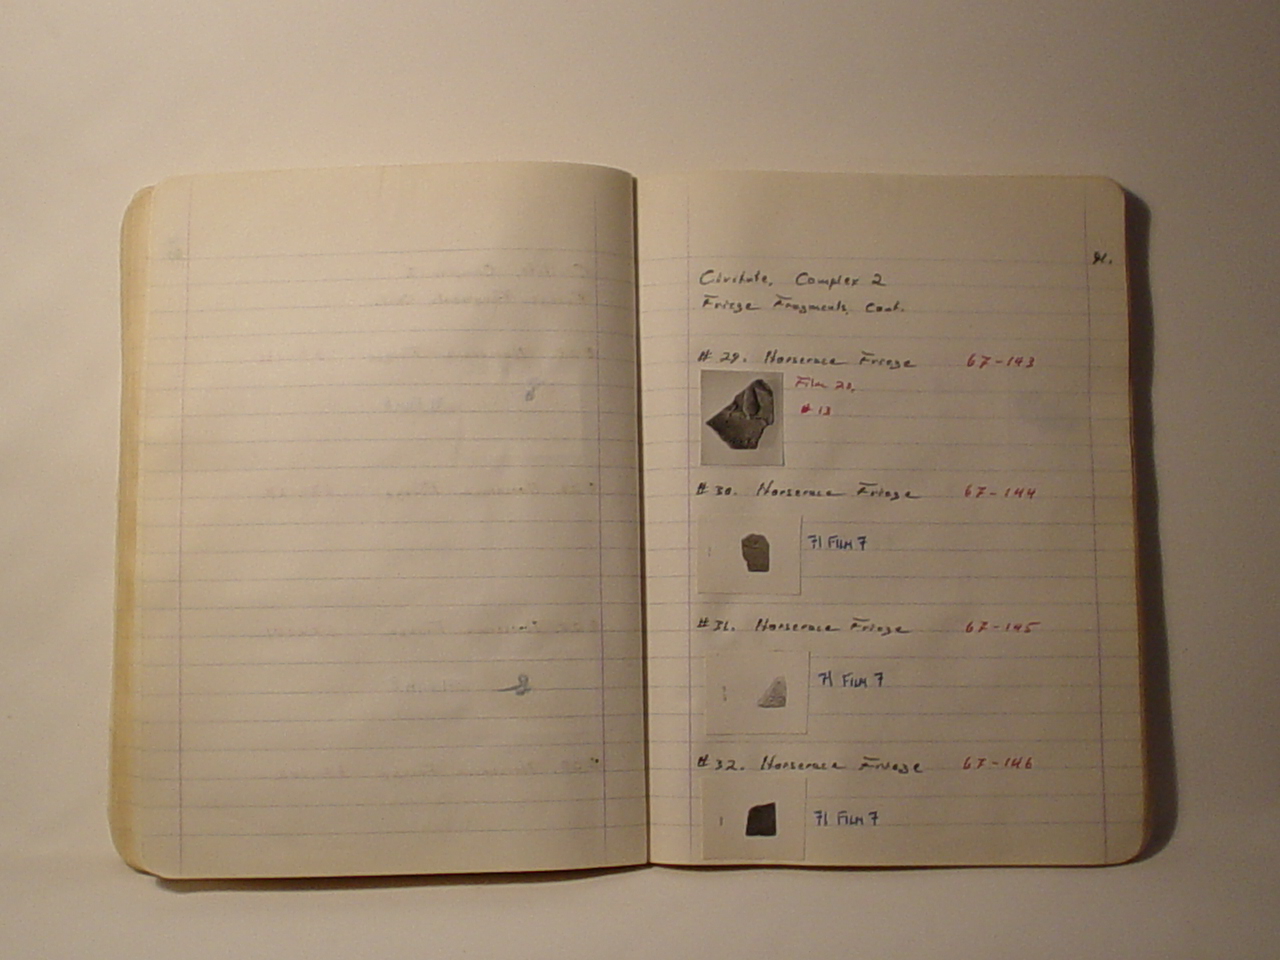 Civitate, Complex 2
Frieze Fragments, Cont.
#29. Horserace Frieze 67-143
Film 20,
#13
#30. Horserace Frieze 67-144
71 FILM 7
#31. Horserace Frieze 67-145
71 FILM 7
#32. Horserace Frieze 67-146
71 FILM 7